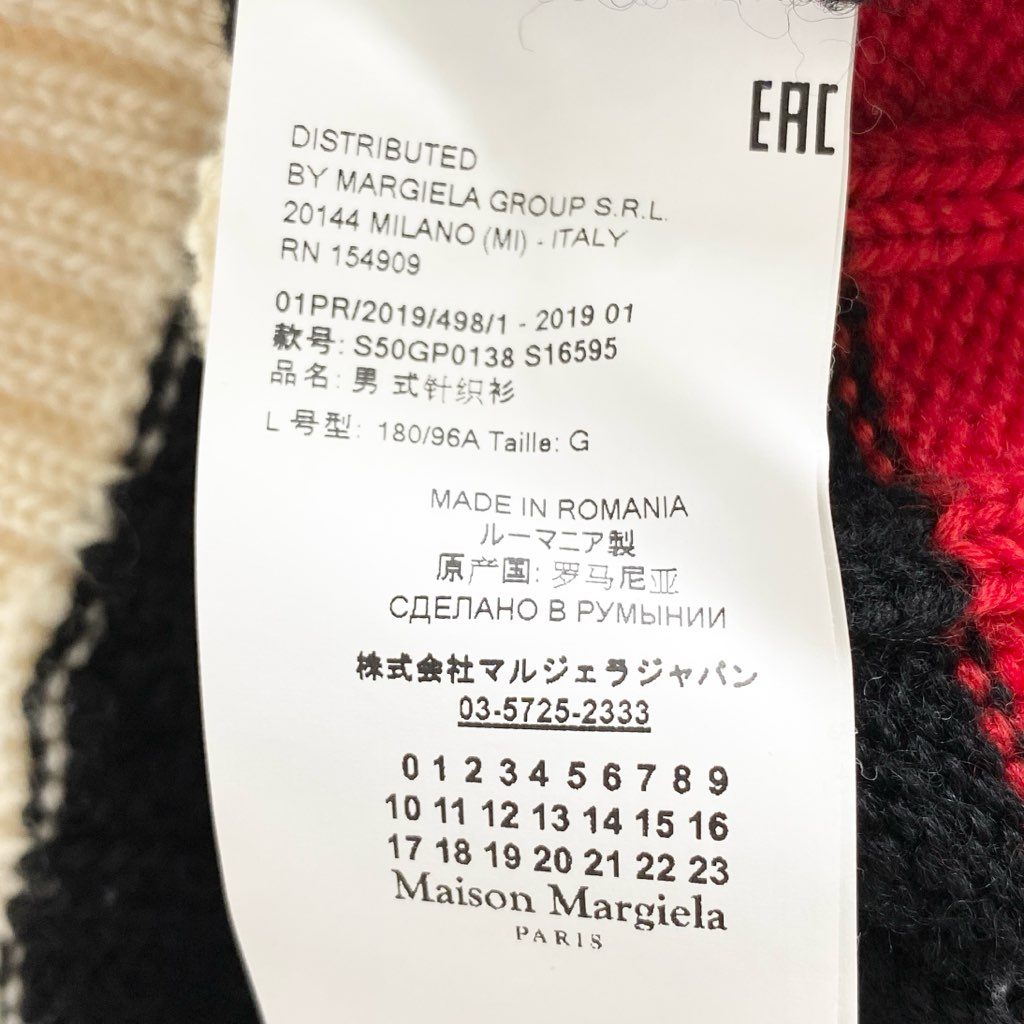 EAC
DISTRIBUTED
BY MARGIELA GROUP S.R.L.
20144 MILANO (MI) - ITALY
RN 154909
01PR/2019/498/1 - 2019 01
款号: S50GP0138 S16595
品名: 男 式针织衫
L 号型: 180/96A Taille: G
MADE IN ROMANIA
ルーマニア製
原产国: 罗马尼亚
СДЕЛАНО В РУМЫНИИ
株式会社マルジェラジャパン
03-5725-2333
0 1 2 3 4 5 6 7 8 9
10 11 12 13 14 15 16
17 18 19 20 21 22 23
Maison Margiela
PARIS